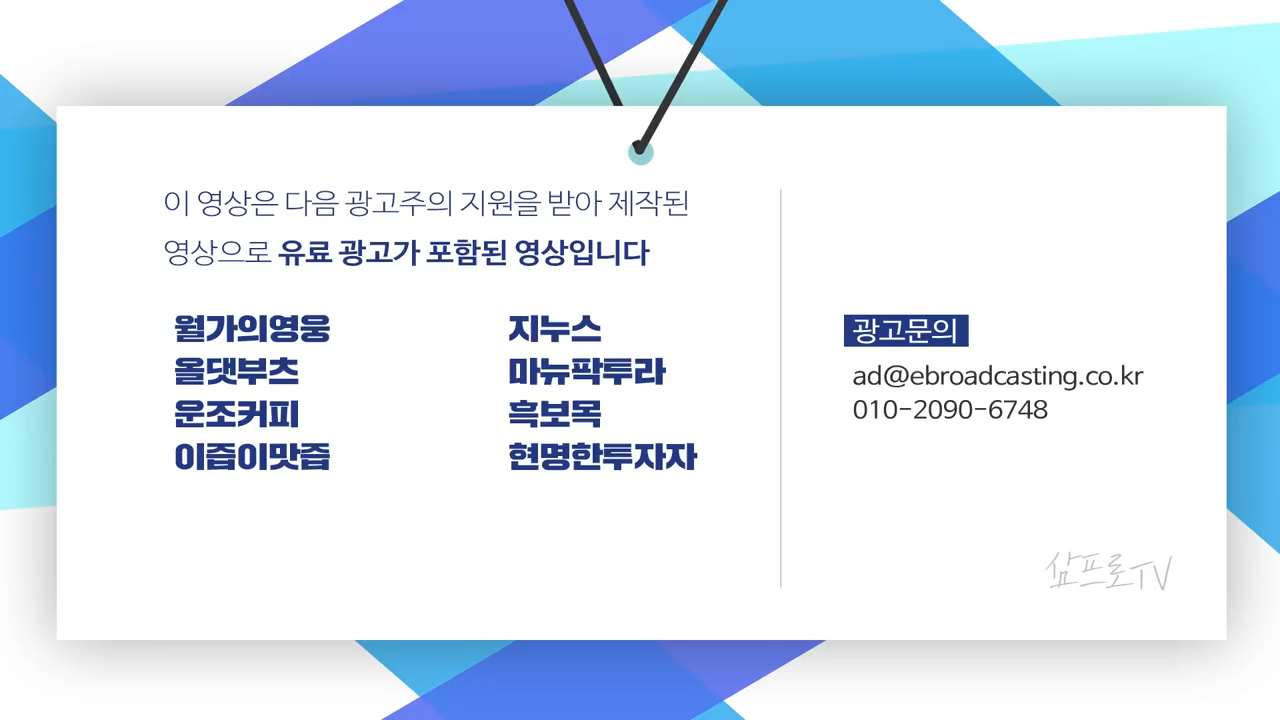 이 영상은 다음 광고주의 지원을 받아 제작된
영상으로 유료 광고가 포함된 영상입니다
월가의영웅
올댓부츠
운조커피
이즙이맛즙
지누스
마뉴팍투라
흑보목
현명한투자자
광고문의
ad@ebroadcasting.co.kr
010-2090-6748
삼프로TV